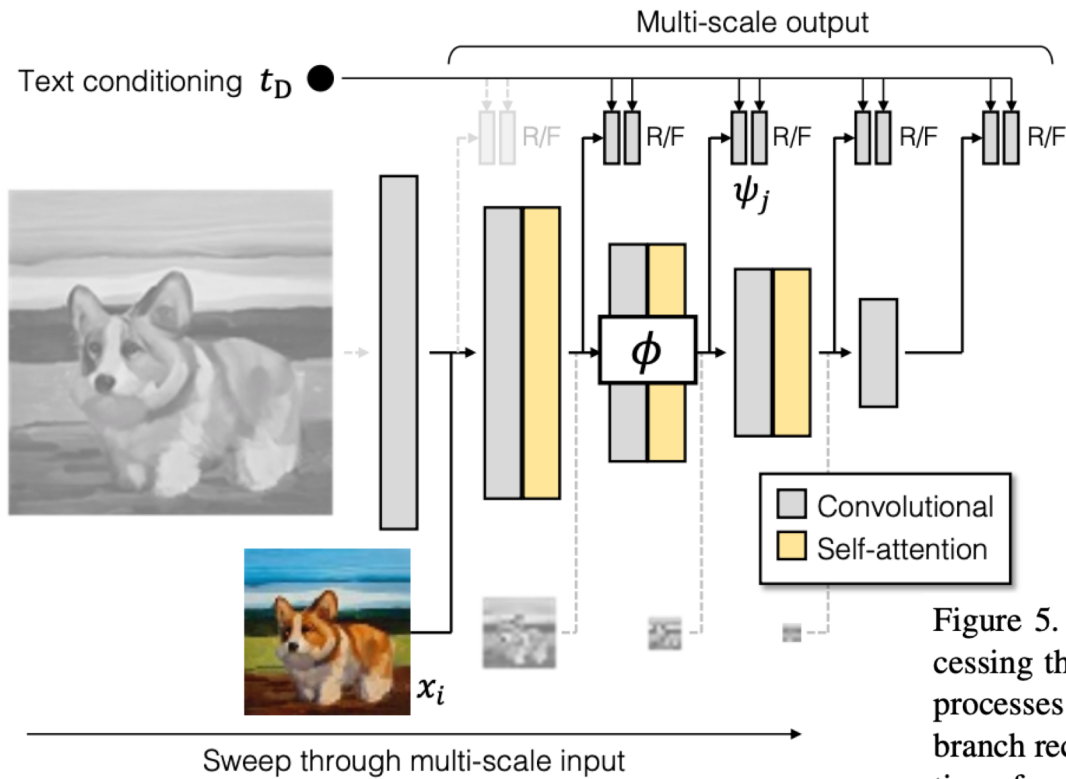 Multi-scale output
Text conditioning t_D
R/F R/F R/F R/F R/F
ψ_j
ϕ
Convolutional
Self-attention
x_i
Figure 5.
cessing th
processes
branch rec
Sweep through multi-scale input